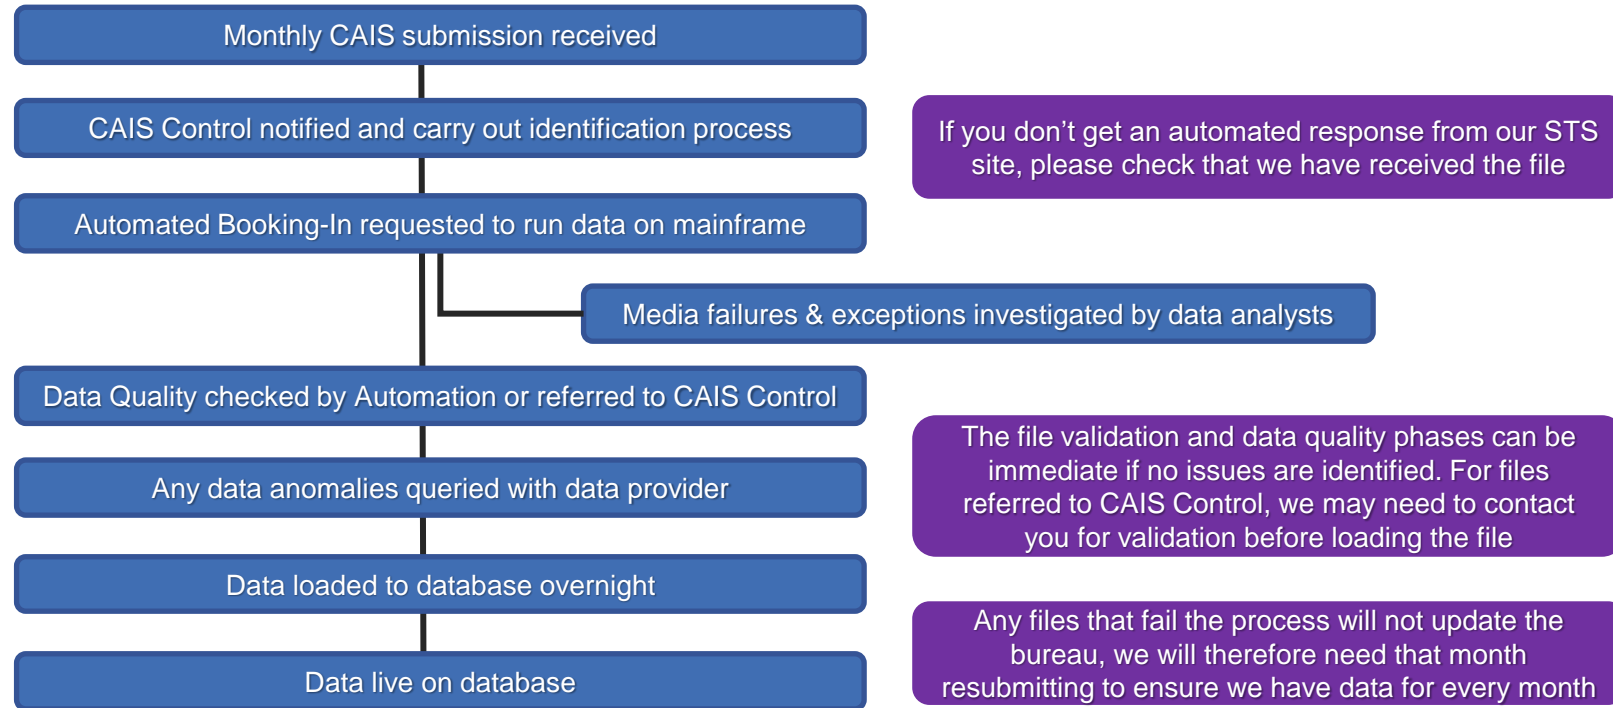 Monthly CAIS submission received
CAIS Control notified and carry out identification process
If you don’t get an automated response from our STS
site, please check that we have received the file
Automated Booking-In requested to run data on mainframe
Media failures & exceptions investigated by data analysts
Data Quality checked by Automation or referred to CAIS Control
Any data anomalies queried with data provider
The file validation and data quality phases can be
immediate if no issues are identified. For files
referred to CAIS Control, we may need to contact
you for validation before loading the file
Data loaded to database overnight
Data live on database
Any files that fail the process will not update the
bureau, we will therefore need that month
resubmitting to ensure we have data for every month